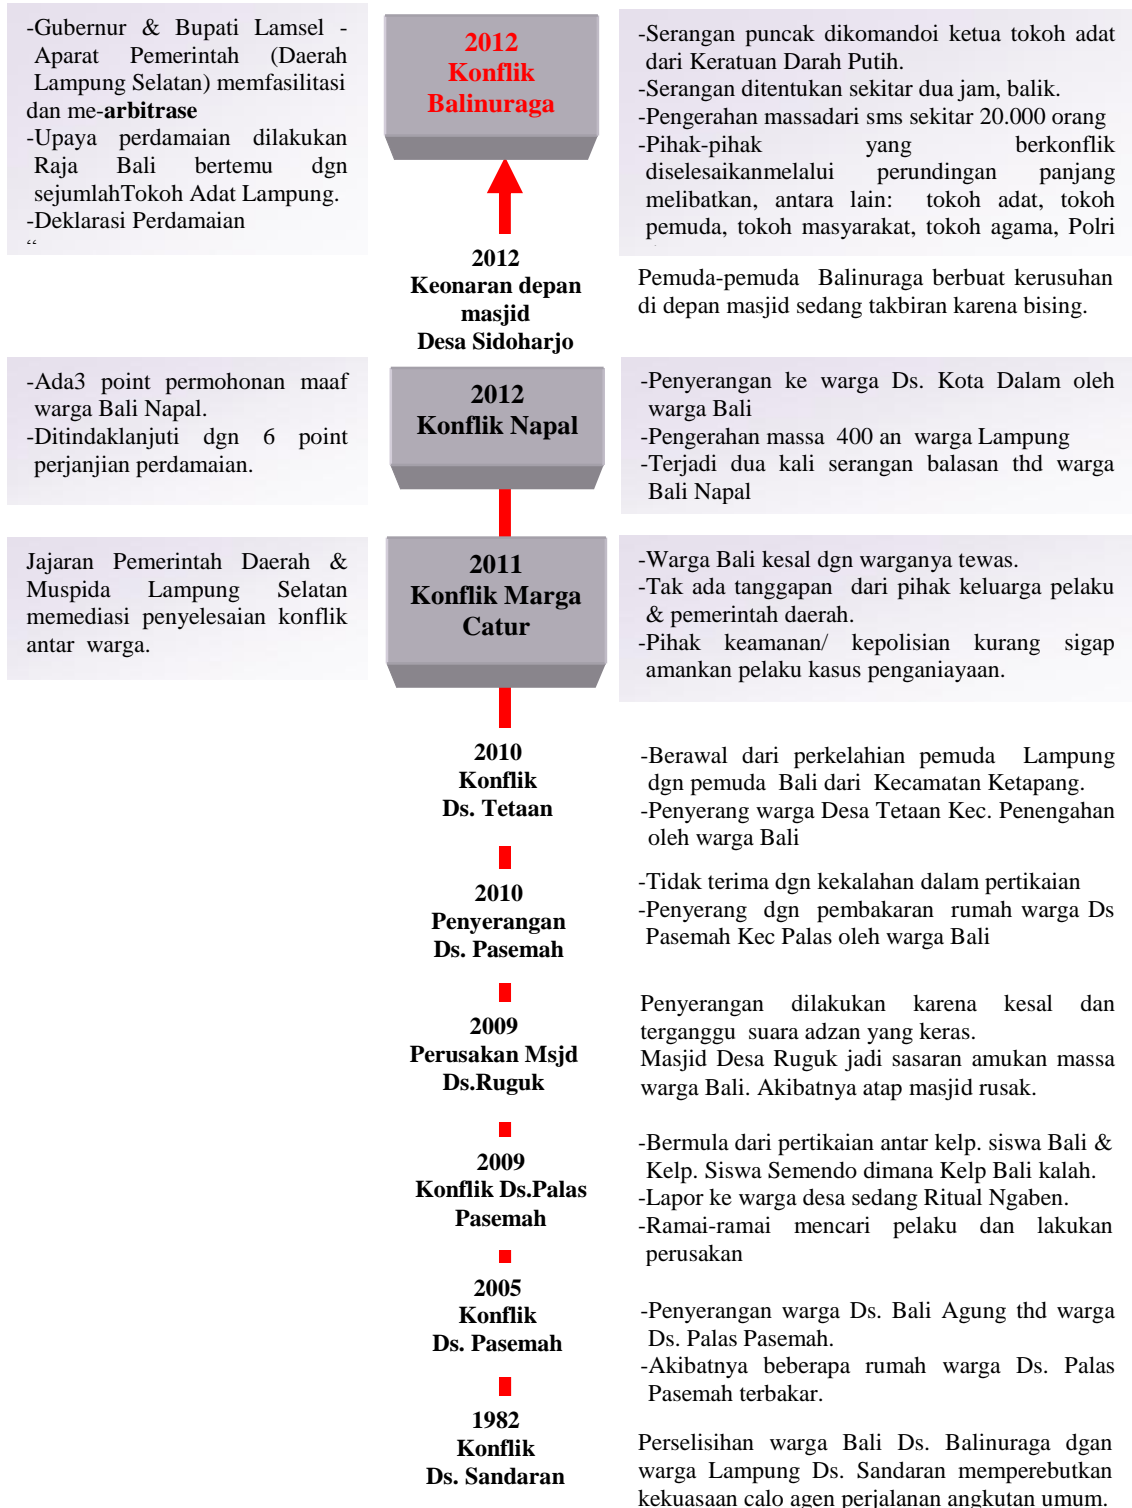 -Gubernur & Bupati Lamsel -
Aparat Pemerintah (Daerah
Lampung Selatan) memfasilitasi
dan me-arbitrase
-Upaya perdamaian dilakukan
Raja Bali bertemu dgn
sejumlahTokoh Adat Lampung.
-Deklarasi Perdamaian
“
2012
Konflik
Balinuraga
-Serangan puncak dikomandoi ketua tokoh adat
dari Keratuan Darah Putih.
-Serangan ditentukan sekitar dua jam, balik.
-Pengerahan massadari sms sekitar 20.000 orang
-Pihak-pihak yang berkonflik
diselesaikanmelalui perundingan panjang
melibatkan, antara lain: tokoh adat, tokoh
pemuda, tokoh masyarakat, tokoh agama, Polri
2012
Keonaran depan
masjid
Desa Sidoharjo
Pemuda-pemuda Balinuraga berbuat kerusuhan
di depan masjid sedang takbiran karena bising.
-Ada3 point permohonan maaf
warga Bali Napal.
-Ditindaklanjuti dgn 6 point
perjanjian perdamaian.
2012
Konflik Napal
-Penyerangan ke warga Ds. Kota Dalam oleh
warga Bali
-Pengerahan massa 400 an warga Lampung
-Terjadi dua kali serangan balasan thd warga
Bali Napal
Jajaran Pemerintah Daerah &
Muspida Lampung Selatan
memediasi penyelesaian konflik
antar warga.
2011
Konflik Marga
Catur
-Warga Bali kesal dgn warganya tewas.
-Tak ada tanggapan dari pihak keluarga pelaku
& pemerintah daerah.
-Pihak keamanan/ kepolisian kurang sigap
amankan pelaku kasus penganiayaan.
2010
Konflik
Ds. Tetaan
-Berawal dari perkelahian pemuda Lampung
dgn pemuda Bali dari Kecamatan Ketapang.
-Penyerang warga Desa Tetaan Kec. Penengahan
oleh warga Bali
2010
Penyerangan
Ds. Pasemah
-Tidak terima dgn kekalahan dalam pertikaian
-Penyerang dgn pembakaran rumah warga Ds
Pasemah Kec Palas oleh warga Bali
2009
Perusakan Msjd
Ds.Ruguk
Penyerangan dilakukan karena kesal dan
terganggu suara adzan yang keras.
Masjid Desa Ruguk jadi sasaran amukan massa
warga Bali. Akibatnya atap masjid rusak.
2009
Konflik Ds.Palas
Pasemah
-Bermula dari pertikaian antar kelp. siswa Bali &
Kelp. Siswa Semendo dimana Kelp Bali kalah.
-Lapor ke warga desa sedang Ritual Ngaben.
-Ramai-ramai mencari pelaku dan lakukan
perusakan
2005
Konflik
Ds. Pasemah
-Penyerangan warga Ds. Bali Agung thd warga
Ds. Palas Pasemah.
-Akibatnya beberapa rumah warga Ds. Palas
Pasemah terbakar.
1982
Konflik
Ds. Sandaran
Perselisihan warga Bali Ds. Balinuraga dgan
warga Lampung Ds. Sandaran memperebutkan
kekuasaan calo agen perjalanan angkutan umum.